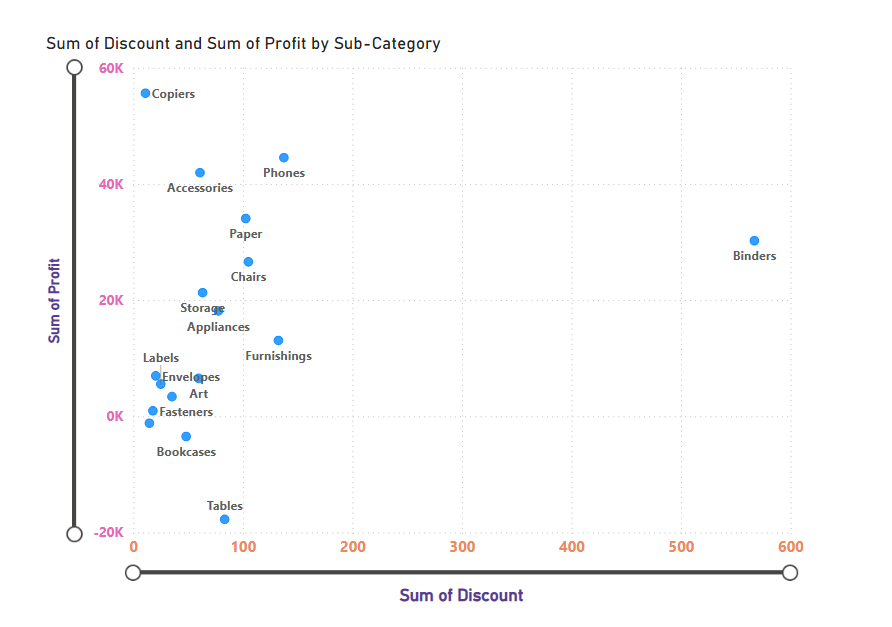 Sum of Discount and Sum of Profit by Sub-Category
60K
Copiers
Phones
Accessories
40K
Paper
Binders
Chairs
Sum of Profit
20K
Storage
Appliances
Furnishings
Labels
Envelopes
Art
0K
Fasteners
Bookcases
Tables
-20K
0 100 200 300 400 500 600
Sum of Discount